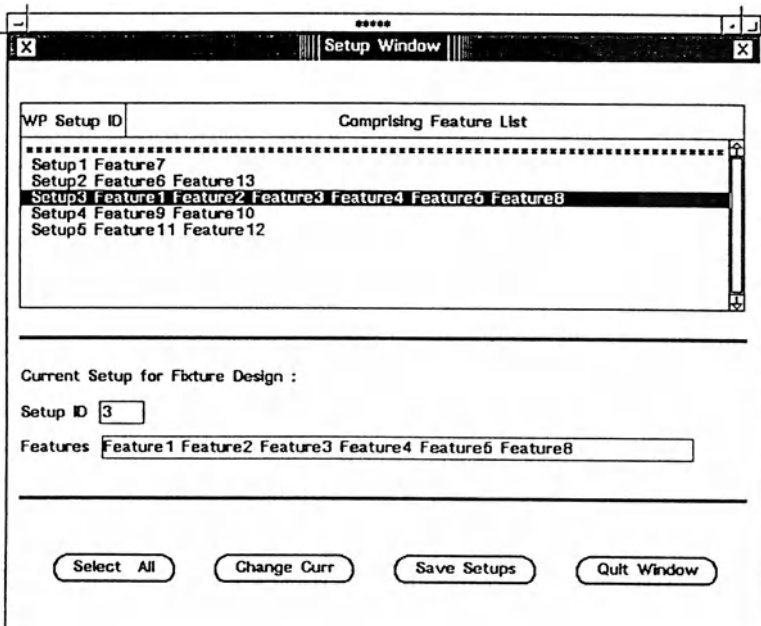 *****
Setup Window
WP Setup ID Comprising Feature List
Setup1 Feature7
Setup2 Feature6 Feature13
Setup3 Feature1 Feature2 Feature3 Feature4 Feature5 Feature8
Setup4 Feature9 Feature10
Setup5 Feature11 Feature12
Current Setup for Fixture Design :
Setup ID 3
Features Feature1 Feature2 Feature3 Feature4 Feature5 Feature8
Select All Change Curr Save Setups Quit Window